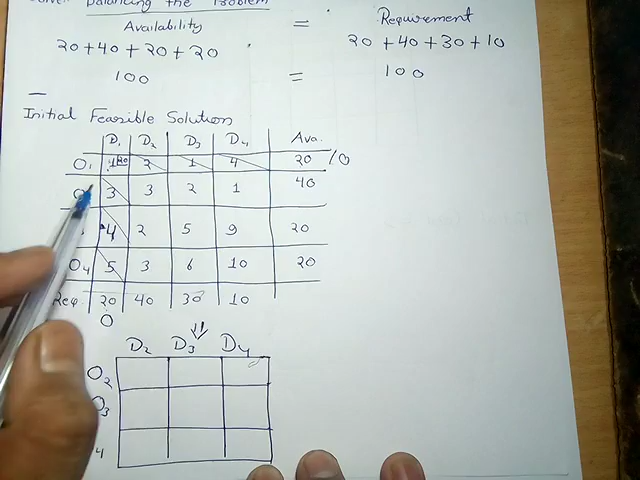 Balancing the Problem
Availability = Requirement
20+40+20+20 20+40+30+10
100 = 100
Initial Feasible Solution
D1 D2 D3 D4 Ava.
O1 20 2 1 4 20/0
3 3 2 1 40
4 2 5 9 20
O4 5 3 6 10 20
Req. 20 40 30 10
0
D2 D3 D4
O2
3
4